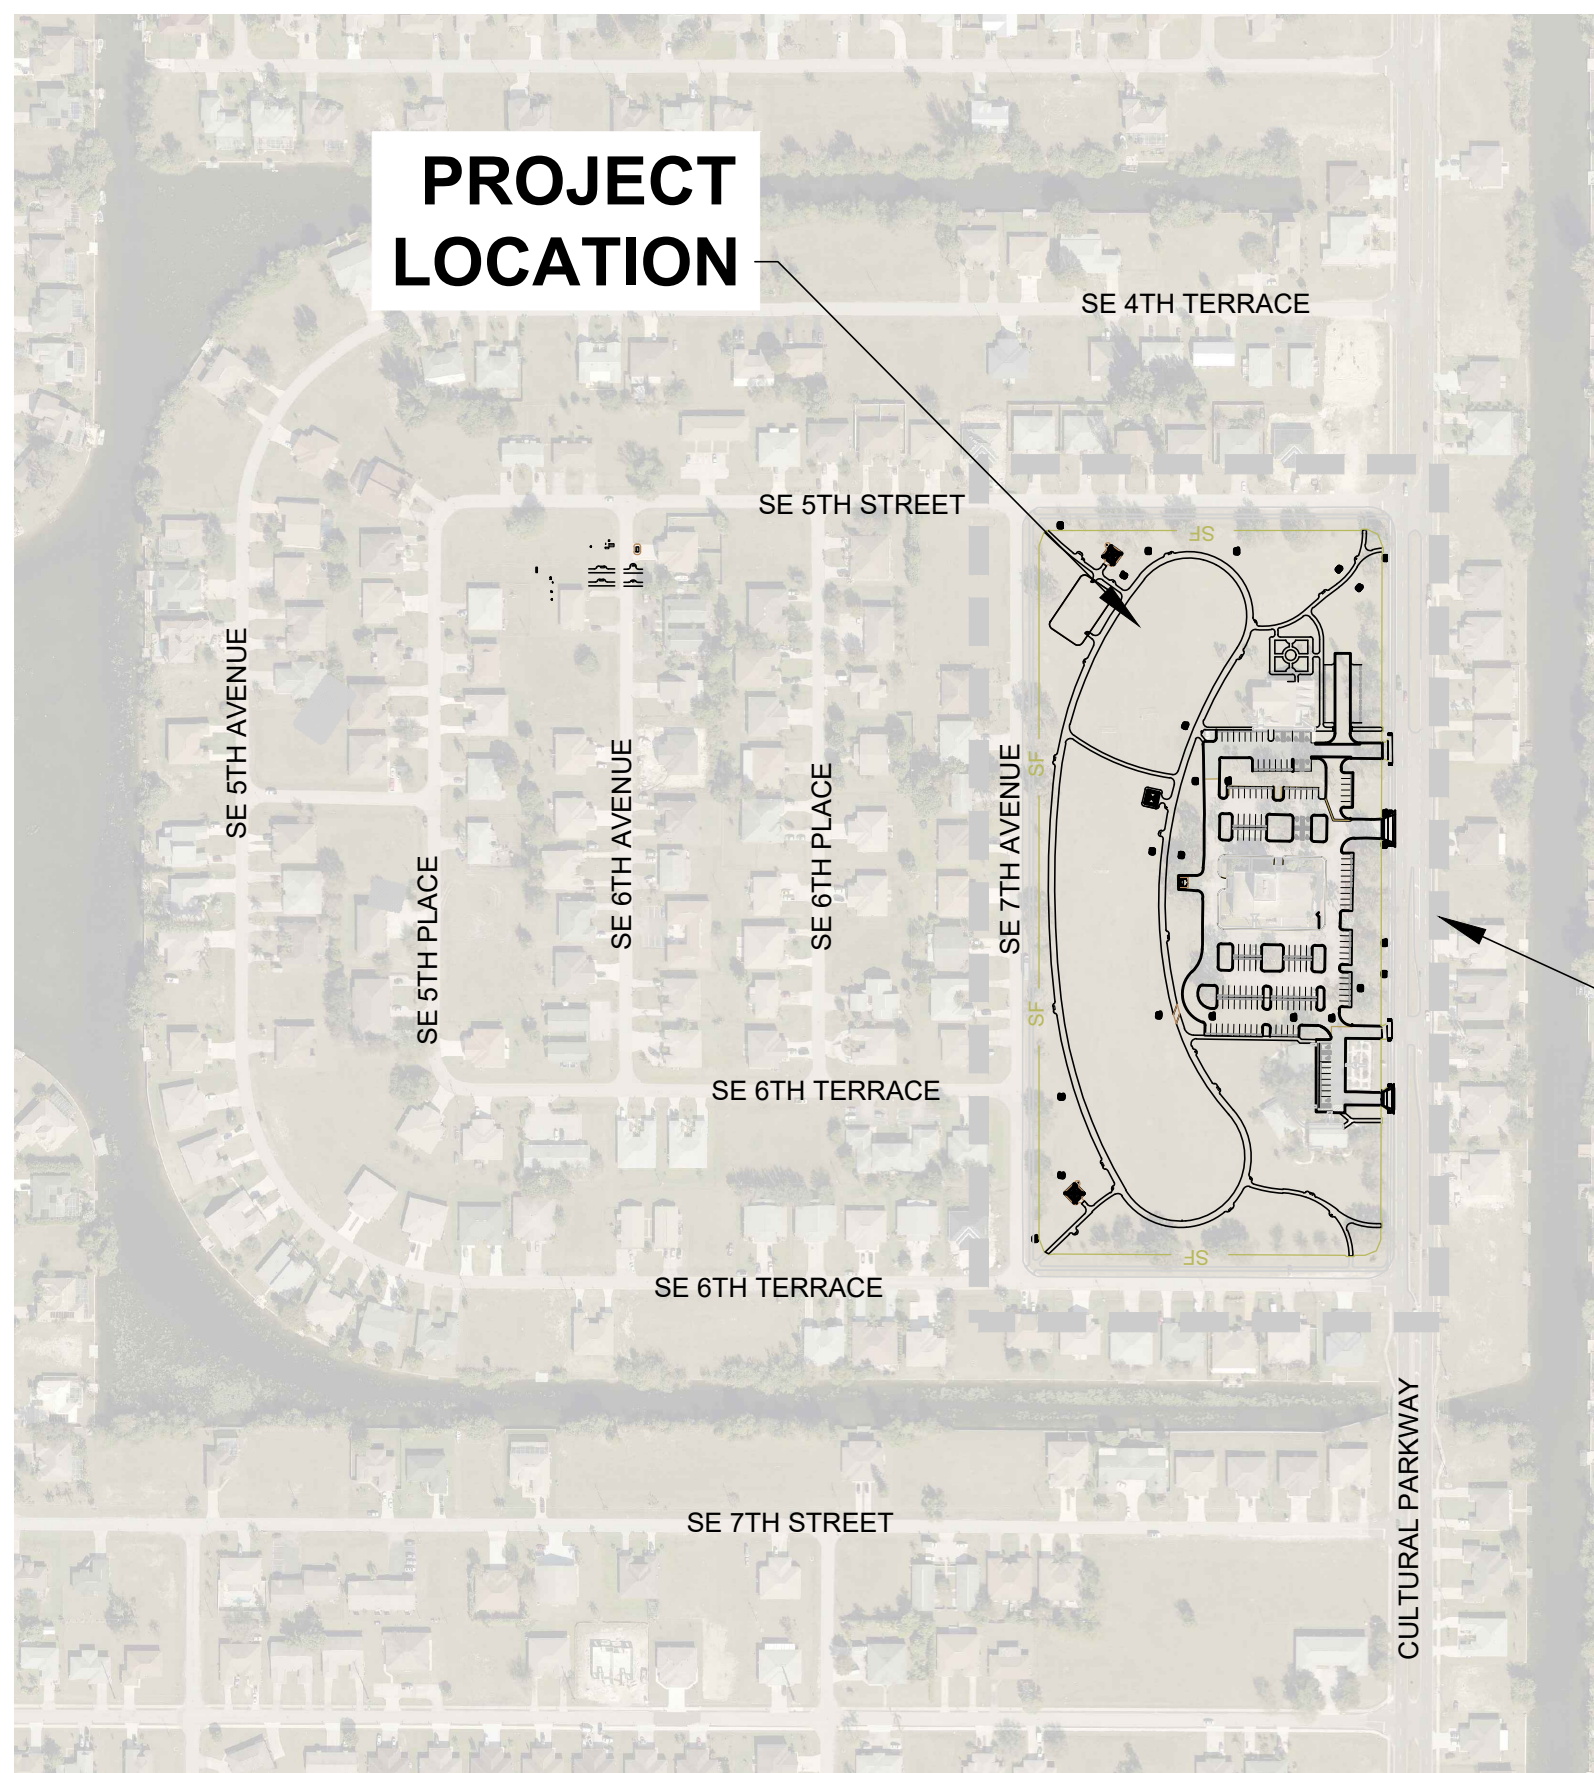 PROJECT
LOCATION
SE 4TH TERRACE
SE 5TH STREET
SF
SE 5TH AVENUE
SE 5TH PLACE
SE 6TH AVENUE
SE 6TH PLACE
SE 7TH AVENUE
SF
SF
SE 6TH TERRACE
SF
SE 6TH TERRACE
CULTURAL PARKWAY
SE 7TH STREET